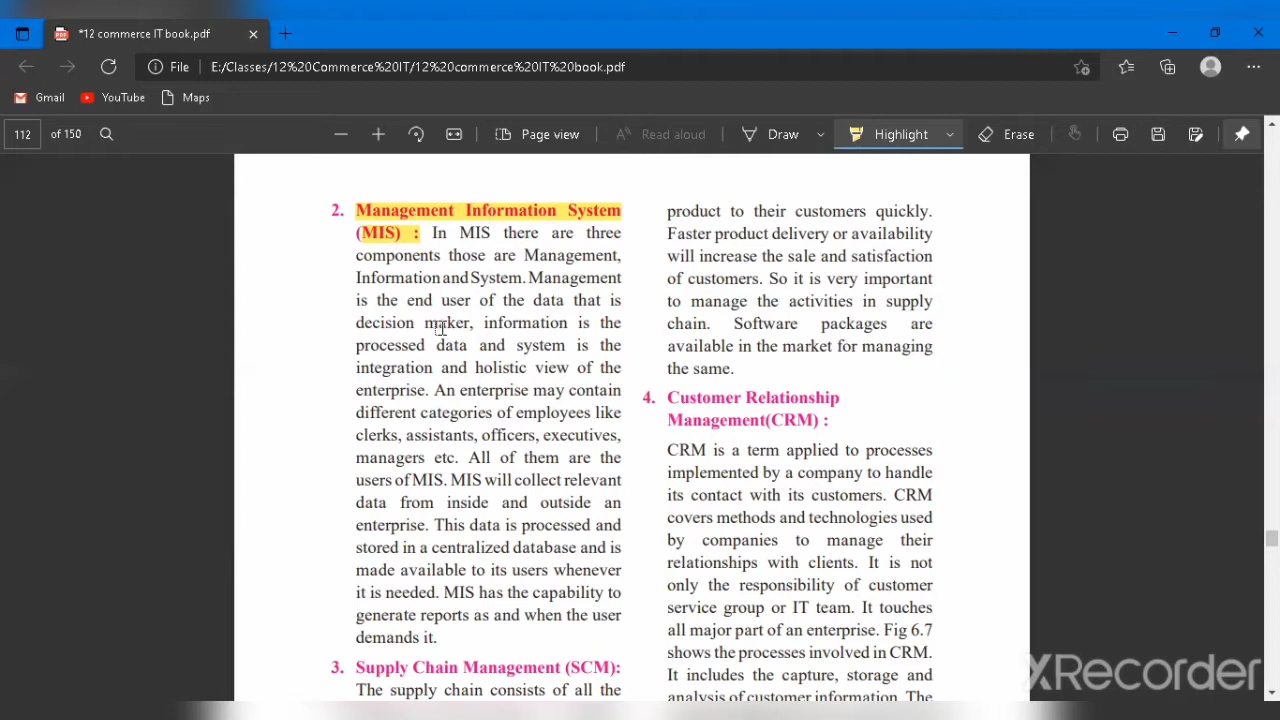 *12 commerce IT book.pdf
File E:/Classes/12%20Commerce%20IT/12%20commerce%20IT%20book.pdf
Gmail YouTube Maps
112 of 150 Page view Read aloud Draw Highlight Erase
2. Management Information System
(MIS) : In MIS there are three
components those are Management,
Information and System. Management
is the end user of the data that is
decision maker, information is the
processed data and system is the
integration and holistic view of the
enterprise. An enterprise may contain
different categories of employees like
clerks, assistants, officers, executives,
managers etc. All of them are the
users of MIS. MIS will collect relevant
data from inside and outside an
enterprise. This data is processed and
stored in a centralized database and is
made available to its users whenever
it is needed. MIS has the capability to
generate reports as and when the user
demands it.
3. Supply Chain Management (SCM):
The supply chain consists of all the
product to their customers quickly.
Faster product delivery or availability
will increase the sale and satisfaction
of customers. So it is very important
to manage the activities in supply
chain. Software packages are
available in the market for managing
the same.
4. Customer Relationship
Management(CRM) :
CRM is a term applied to processes
implemented by a company to handle
its contact with its customers. CRM
covers methods and technologies used
by companies to manage their
relationships with clients. It is not
only the responsibility of customer
service group or IT team. It touches
all major part of an enterprise. Fig 6.7
shows the processes involved in CRM.
It includes the capture, storage and
analysis of customer information. The
XRecorder